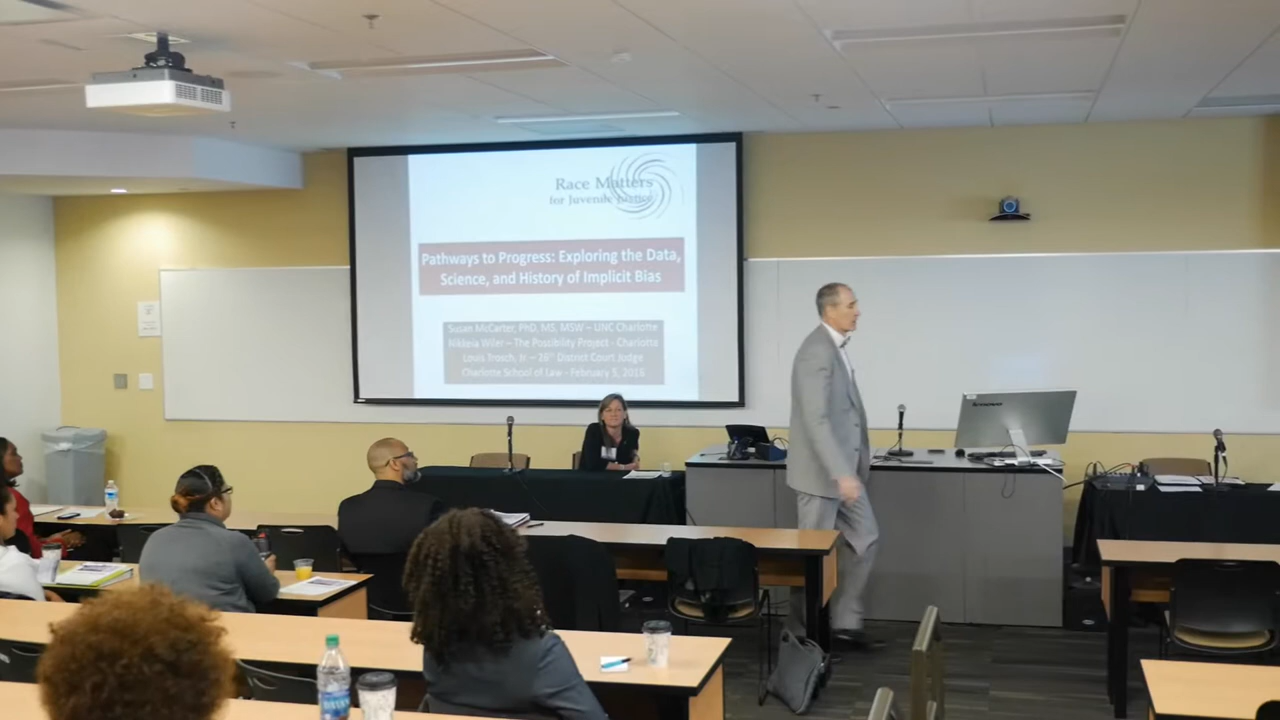 Race Matters
for Juvenile Justice
Pathways to Progress: Exploring the Data,
Science, and History of Implicit Bias
Susan McCarter, PhD, MS, MSW – UNC Charlotte
Nikkeia Wiler – The Possibility Project - Charlotte
Louis Trosch, Jr – 26th District Court Judge
Charlotte School of Law - February 5, 2016
lenovo